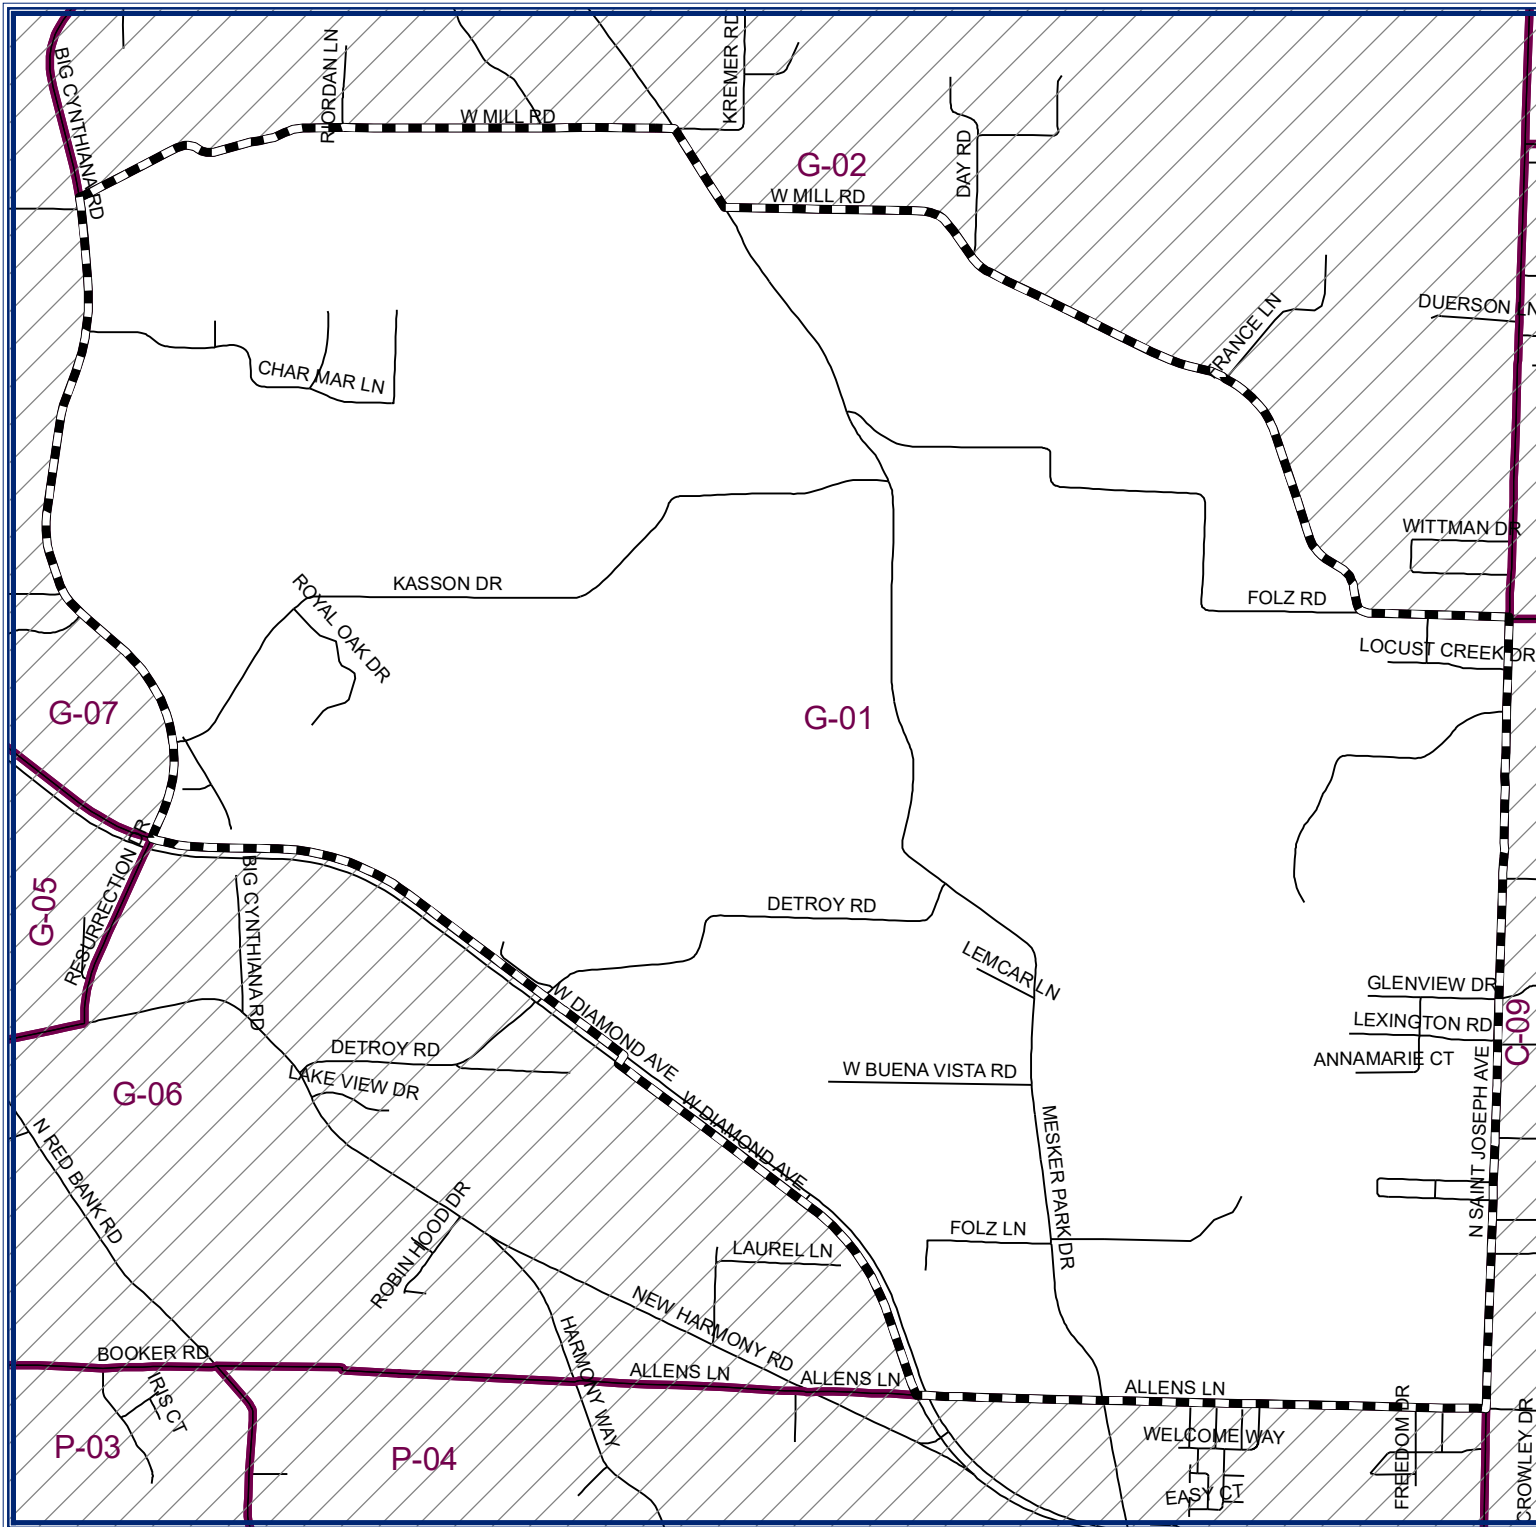 BIG CYNTHIANA RD
RIORDAN LN
W MILL RD
KREMER RD
G-02
DAY RD
W MILL RD
RANCE LN
DUERSON LN
CHAR MAR LN
WITTMAN DR
KASSON DR
ROYAL OAK DR
FOLZ RD
LOCUST CREEK DR
G-07
G-01
G-05
RESURRECTION DR
BIG CYNTHIANA RD
DETROY RD
LEMCAR LN
GLENVIEW DR
W DIAMOND AVE
LEXINGTON RD
C-09
DETROY RD
ANNAMARIE CT
LAKE VIEW DR
W BUENA VISTA RD
G-06
W DIAMOND AVE
MESKER PARK DR
N SAINT JOSEPH AVE
N RED BANK RD
ROBIN HOOD DR
LAUREL LN
FOLZ LN
NEW HARMONY RD
HARMONY WAY
BOOKER RD
ALLENS LN
ALLENS LN
ALLENS LN
IRIS CT
FREEDOM DR
CROWLEY DR
P-03
P-04
WELCOME WAY
EASY CT